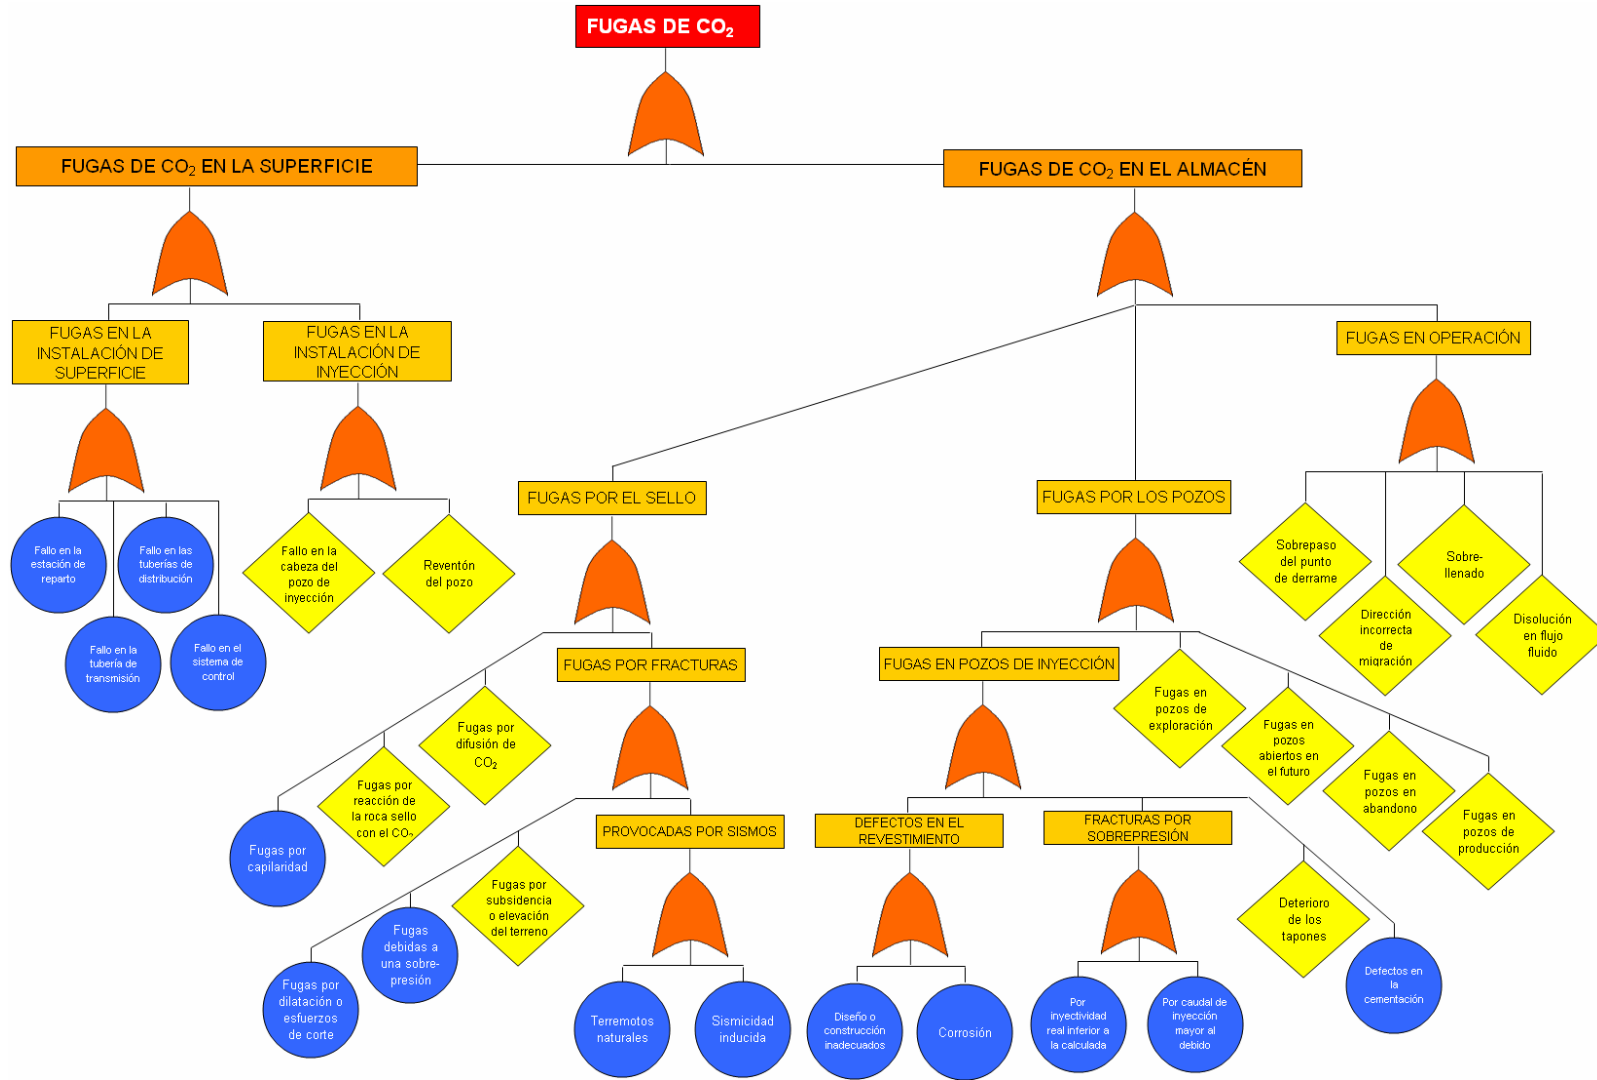 FUGAS DE CO₂
FUGAS DE CO₂ EN LA SUPERFICIE
FUGAS DE CO₂ EN EL ALMACÉN
FUGAS EN LA
INSTALACIÓN DE
SUPERFICIE
FUGAS EN LA
INSTALACIÓN DE
INYECCIÓN
FUGAS EN OPERACIÓN
FUGAS POR EL SELLO
FUGAS POR LOS POZOS
Fallo en la
estación de
reparto
Fallo en las
tuberías de
distribución
Fallo en la
tubería de
transmisión
Fallo en el
sistema de
control
Fallo en la
cabeza del
pozo de
inyección
Reventón
del pozo
Sobrepaso
del punto
de derrame
Dirección
incorrecta
de
migración
Sobre-
llenado
Disolución
en flujo
fluido
FUGAS POR FRACTURAS
FUGAS EN POZOS DE INYECCIÓN
Fugas por
capilaridad
Fugas por
reacción de
la roca sello
con el CO₂
Fugas por
difusión de
CO₂
Fugas en
pozos de
exploración
Fugas en
pozos
abiertos en
el futuro
Fugas en
pozos en
abandono
Fugas en
pozos de
producción
PROVOCADAS POR SISMOS
DEFECTOS EN EL
REVESTIMIENTO
FRACTURAS POR
SOBREPRESIÓN
Fugas por
dilatación o
esfuerzos
de corte
Fugas
debidas a
una sobre-
presión
Fugas por
subsidencia
o elevación
del terreno
Deterioro
de los
tapones
Defectos en
la
cementación
Terremotos
naturales
Sismicidad
inducida
Diseño o
construcción
inadecuados
Corrosión
Por
inyectividad
real inferior a
la calculada
Por caudal de
inyección
mayor al
debido